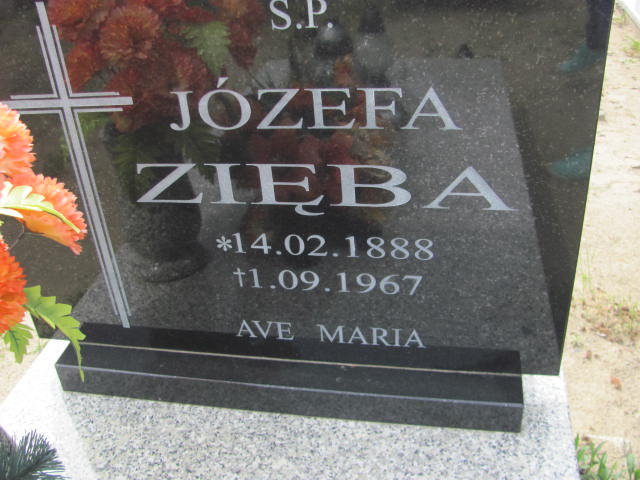 S.P.
JÓZEFA
ZIĘBA
*14.02.1888
†1.09.1967
AVE MARIA